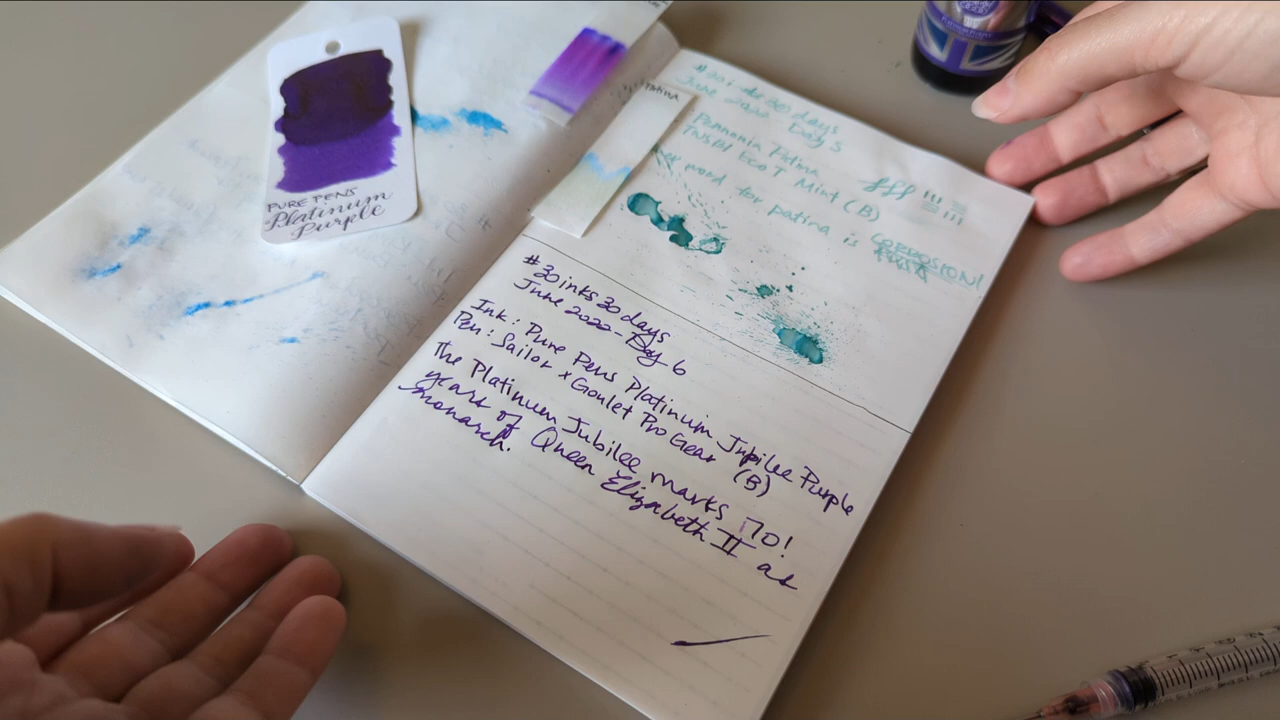 PURE PENS
Platinum
Purple
Patina
#30inks30days
June 2022 Day 5
Pennonia Patina
TWSBI Eco T Mint (B)
word for patina is CORROSION!
#30inks30days
June 2022 - Day 6
Ink: Pure Pens Platinum Jubilee Purple
Pen: Sailor x Goulet Pro Gear (B)
The Platinum Jubilee marks 70!
years of Queen Elizabeth II as
monarch.